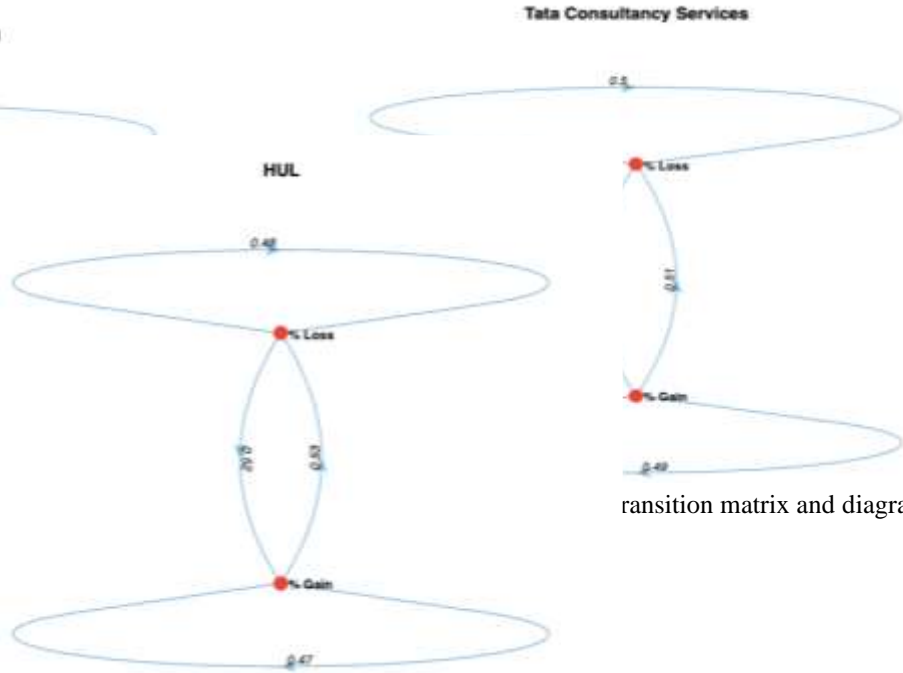 Tata Consultancy Services
0.5
% Loss
0.51
% Gain
0.49
HUL
0.48
% Loss
0.52
0.53
% Gain
0.47
ransition matrix and diagra